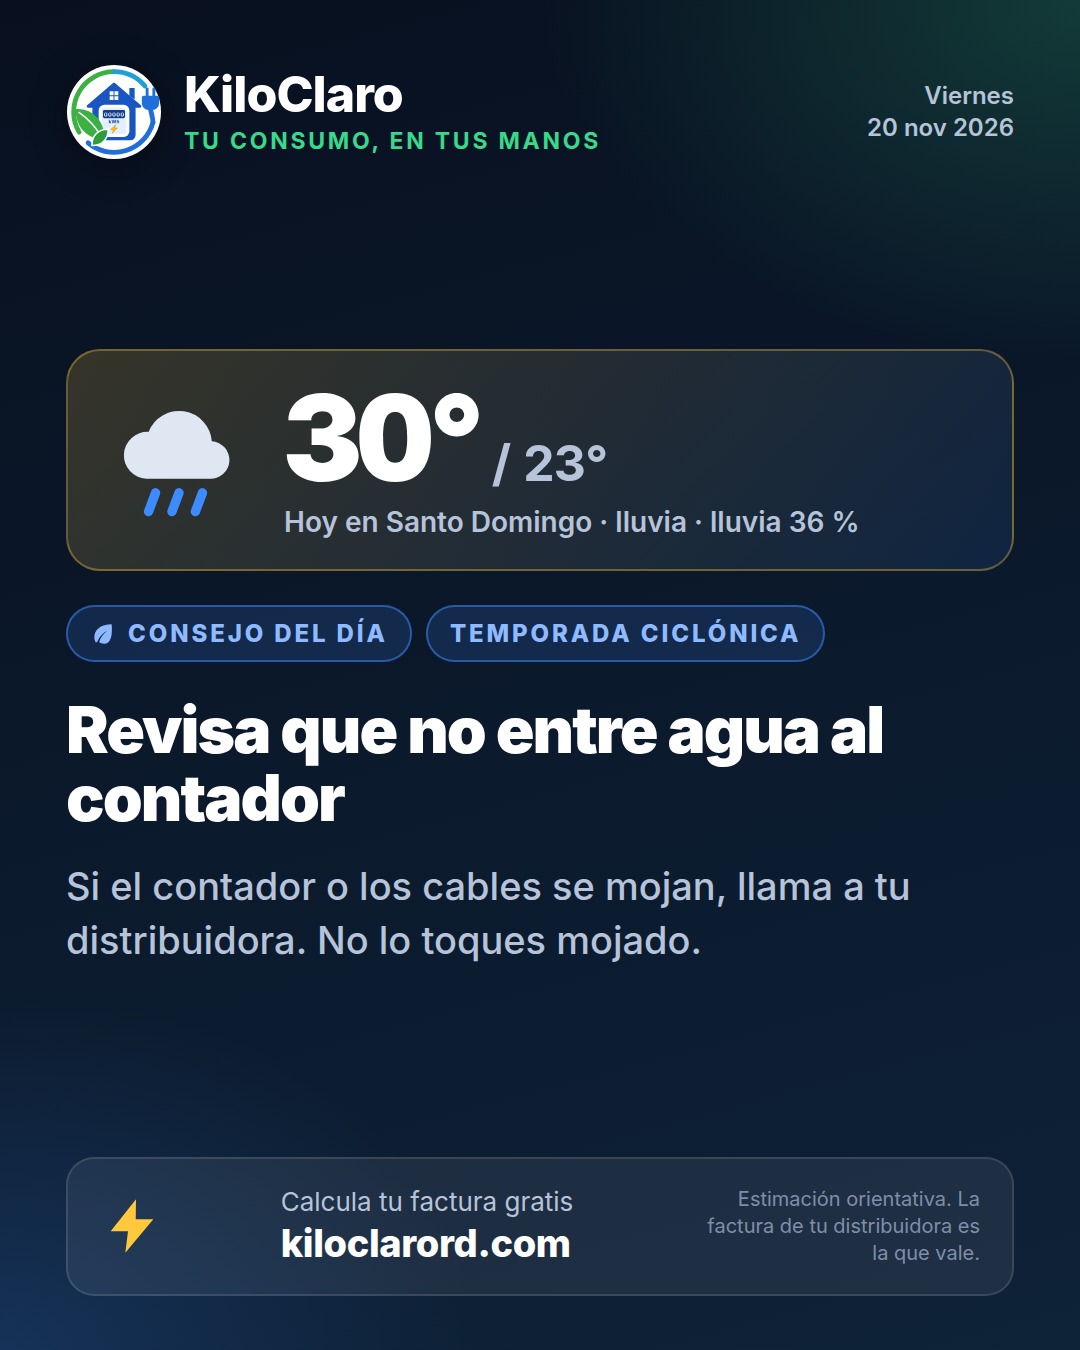 KiloClaro
TU CONSUMO, EN TUS MANOS
Viernes
20 nov 2026
30° / 23°
Hoy en Santo Domingo · lluvia · lluvia 36 %
CONSEJO DEL DÍA
TEMPORADA CICLÓNICA
Revisa que no entre agua al
contador
Si el contador o los cables se mojan, llama a tu
distribuidora. No lo toques mojado.
Calcula tu factura gratis
kiloclarord.com
Estimación orientativa. La
factura de tu distribuidora es
la que vale.